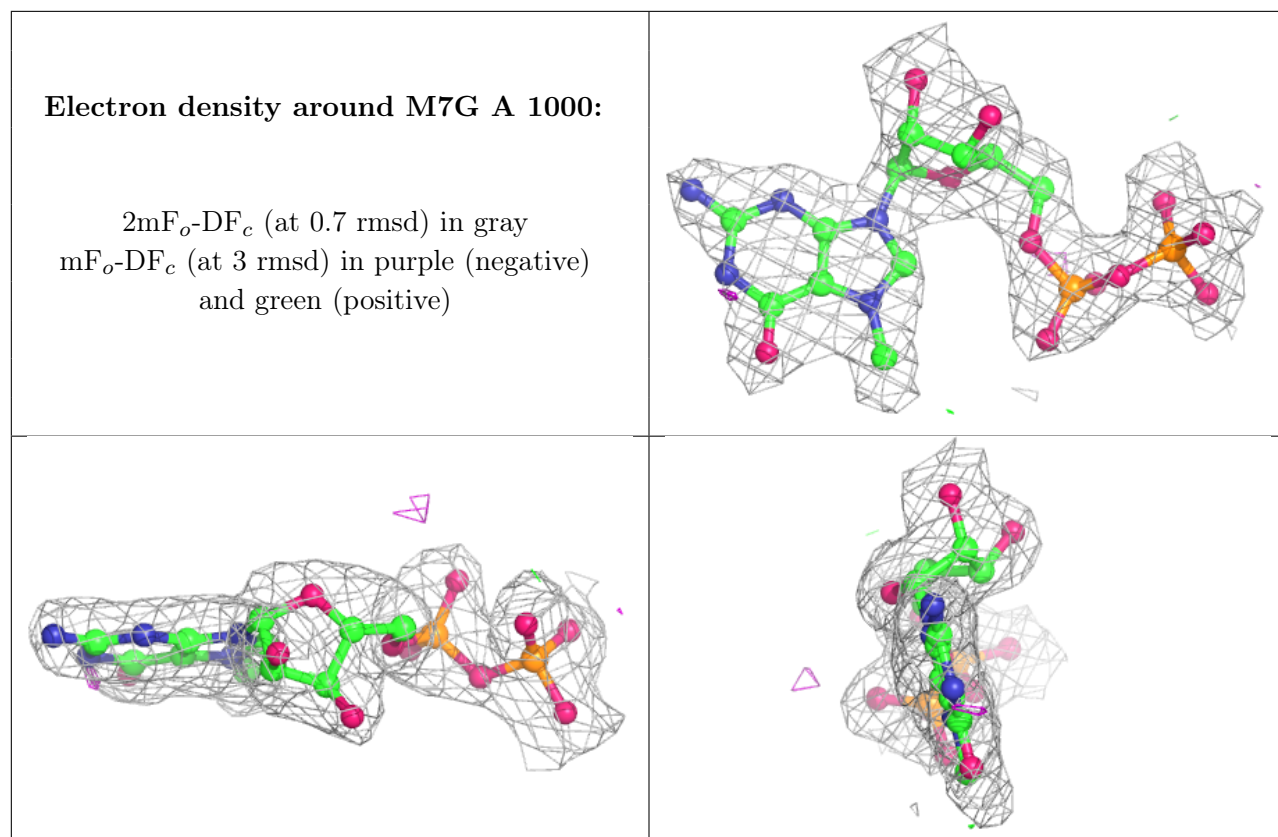 Electron density around M7G A 1000:
2mFo-DFc (at 0.7 rmsd) in gray
mFo-DFc (at 3 rmsd) in purple (negative)
and green (positive)